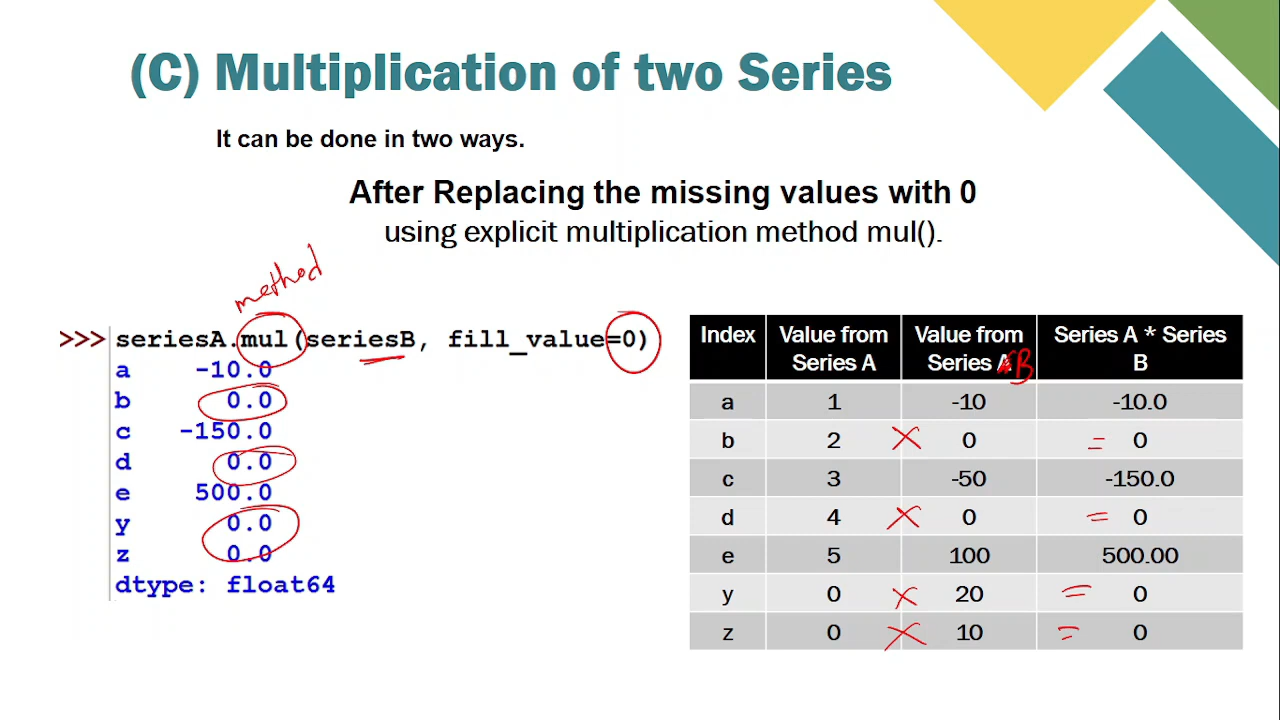 (C) Multiplication of two Series
It can be done in two ways.
After Replacing the missing values with 0
using explicit multiplication method mul().
method
>>> seriesA.mul(seriesB, fill_value=0)
a -10.0
b 0.0
c -150.0
d 0.0
e 500.0
y 0.0
z 0.0
dtype: float64
Index Value from Series A Value from Series A B Series A * Series B
a 1 -10 -10.0
b 2 × 0 = 0
c 3 -50 -150.0
d 4 × 0 = 0
e 5 100 500.00
y 0 × 20 = 0
z 0 × 10 = 0